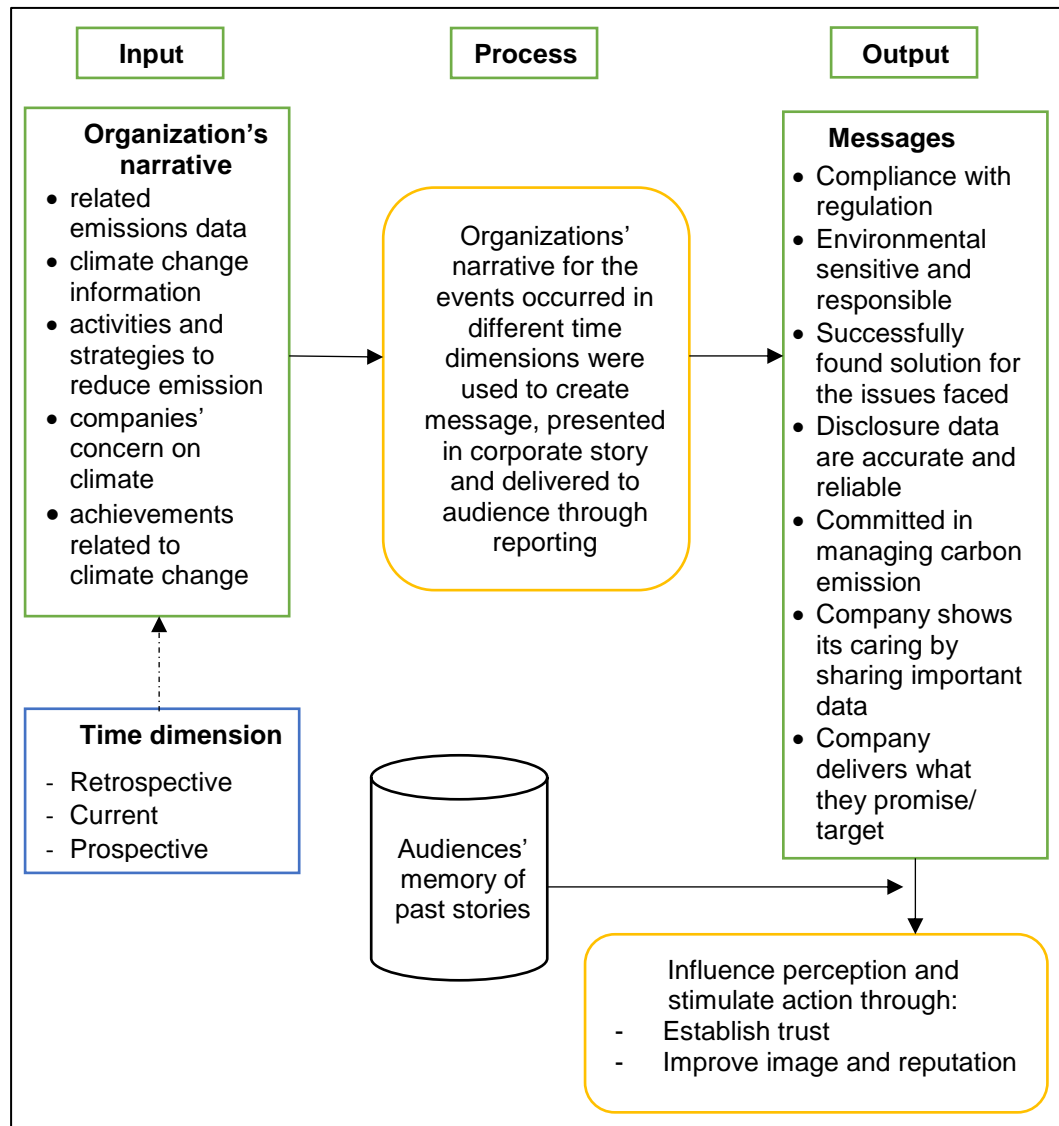 Input
Process
Output
Organization’s
narrative
• related
emissions data
• climate change
information
• activities and
strategies to
reduce emission
• companies’
concern on
climate
• achievements
related to
climate change
Time dimension
- Retrospective
- Current
- Prospective
Organizations’
narrative for the
events occurred in
different time
dimensions were
used to create
message, presented
in corporate story
and delivered to
audience through
reporting
Messages
• Compliance with
regulation
• Environmental
sensitive and
responsible
• Successfully
found solution for
the issues faced
• Disclosure data
are accurate and
reliable
• Committed in
managing carbon
emission
• Company shows
its caring by
sharing important
data
• Company
delivers what
they promise/
target
Audiences’
memory of
past stories
Influence perception and
stimulate action through:
- Establish trust
- Improve image and reputation